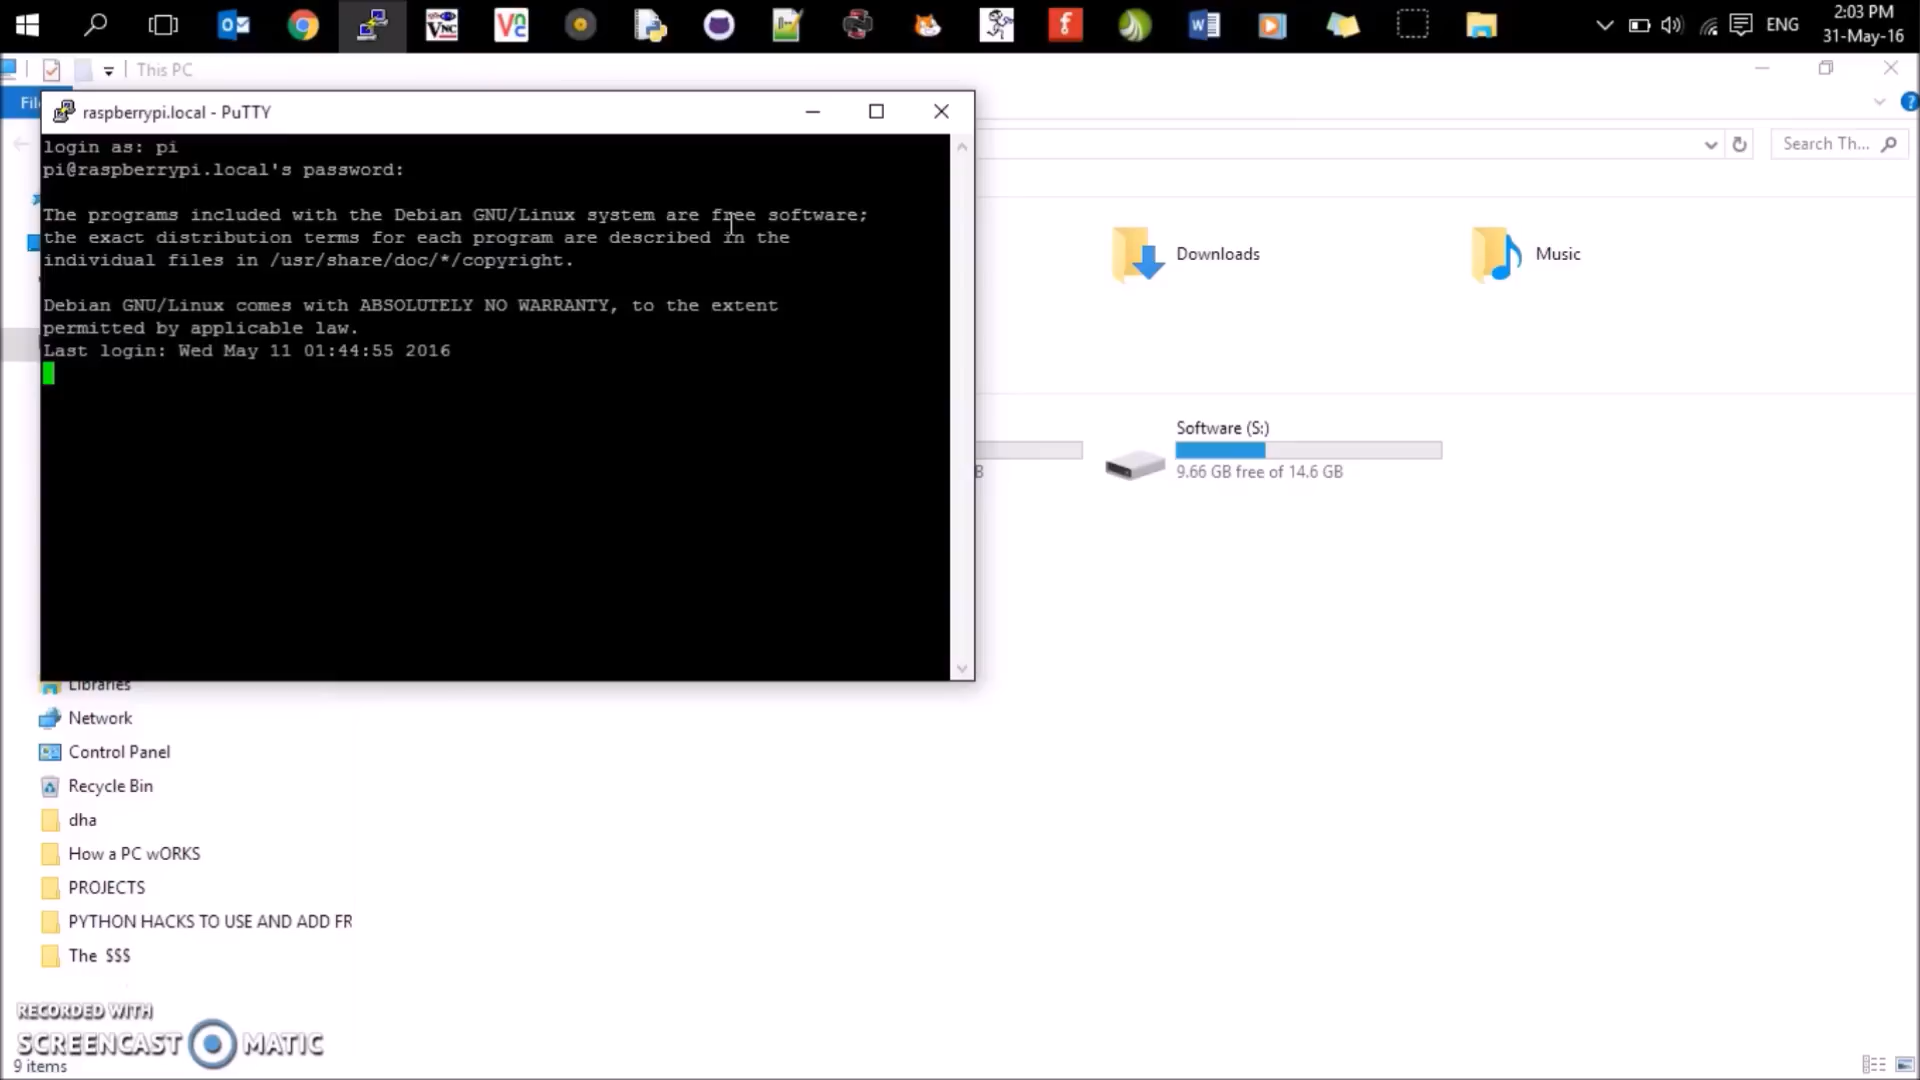 2:03 PM
ENG
31-May-16
This PC
Fil
raspberrypi.local - PuTTY
login as: pi
pi@raspberrypi.local's password:
The programs included with the Debian GNU/Linux system are free software;
the exact distribution terms for each program are described in the
individual files in /usr/share/doc/*/copyright.
Debian GNU/Linux comes with ABSOLUTELY NO WARRANTY, to the extent
permitted by applicable law.
Last login: Wed May 11 01:44:55 2016
Search Th...
Downloads
Music
Software (S:)
B
9.66 GB free of 14.6 GB
Libraries
Network
Control Panel
Recycle Bin
dha
How a PC wORKS
PROJECTS
PYTHON HACKS TO USE AND ADD FR
The $$$
RECORDED WITH
SCREENCAST MATIC
9 items